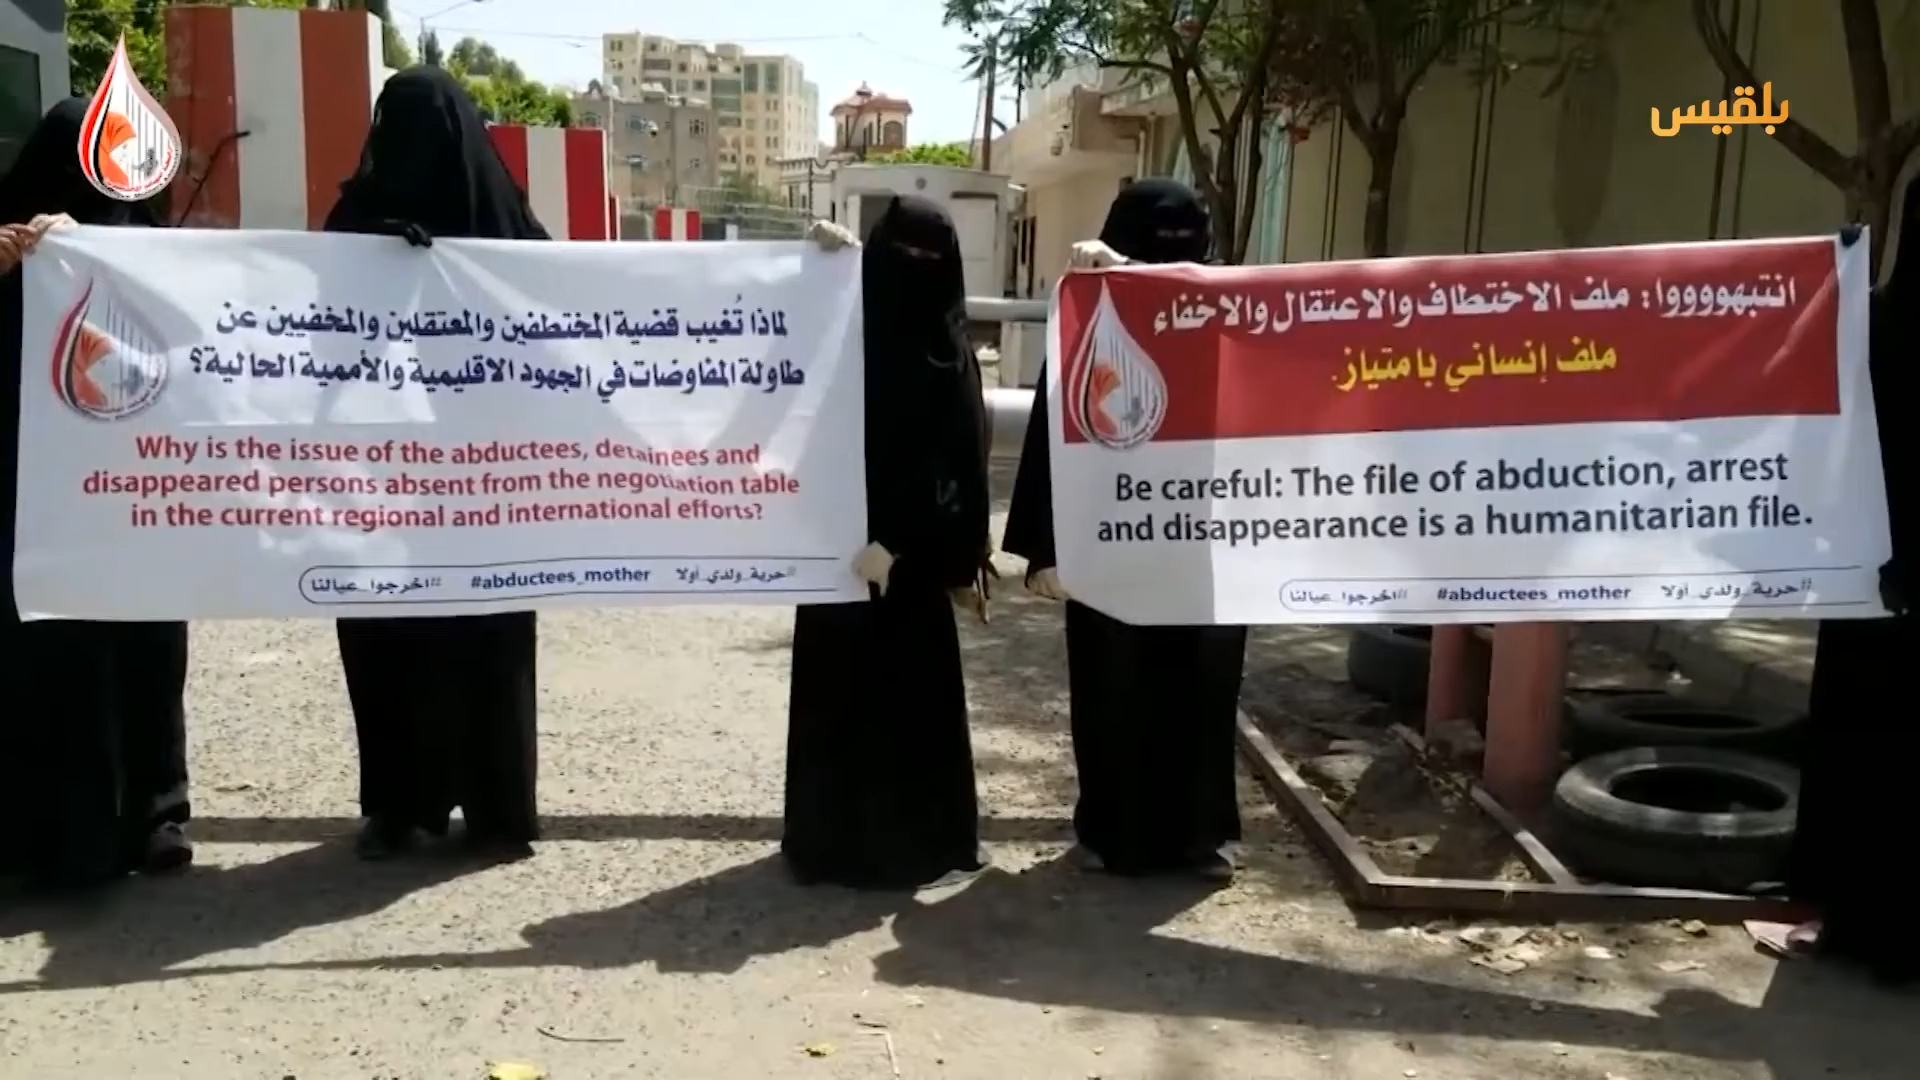 بلقيس
لماذا تُغيب قضية المختطفين والمعتقلين والمخفيين عن
طاولة المفاوضات في الجهود الاقليمية والأممية الحالية؟
Why is the issue of the abductees, detainees and
disappeared persons absent from the negotiation table
in the current regional and international efforts?
#حرية_ولدي_أولا #abductees_mother #اخرجوا_عيالنا
انتبهوووو: ملف الاختطاف والاعتقال والاخفاء
ملف إنساني بامتياز.
Be careful: The file of abduction, arrest
and disappearance is a humanitarian file.
#حرية_ولدي_أولا #abductees_mother #اخرجوا_عيالنا